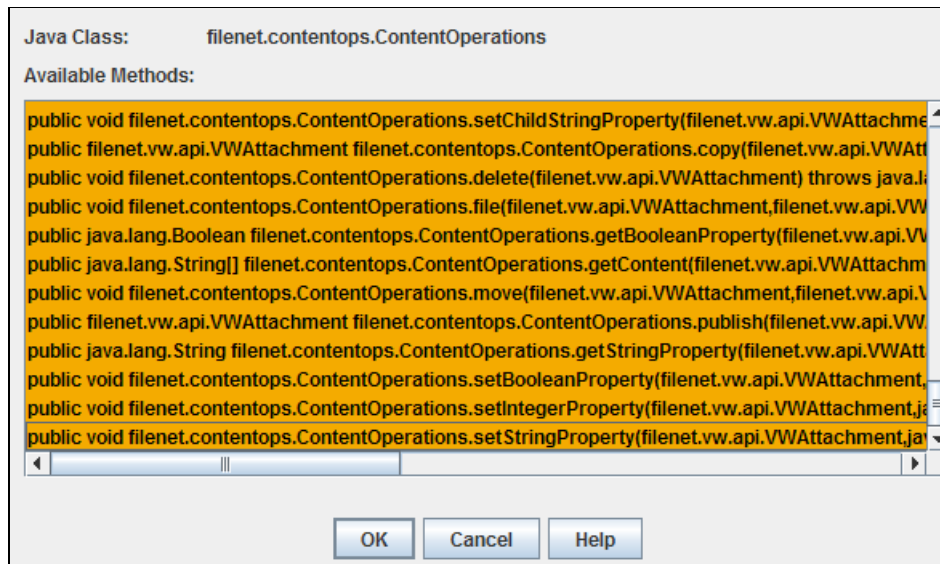 Java Class: filenet.contentops.ContentOperations
Available Methods:
public void filenet.contentops.ContentOperations.setChildStringProperty(filenet.vw.api.VWAttachme
public filenet.vw.api.VWAttachment filenet.contentops.ContentOperations.copy(filenet.vw.api.VWAtt
public void filenet.contentops.ContentOperations.delete(filenet.vw.api.VWAttachment) throws java.la
public void filenet.contentops.ContentOperations.file(filenet.vw.api.VWAttachment,filenet.vw.api.VW
public java.lang.Boolean filenet.contentops.ContentOperations.getBooleanProperty(filenet.vw.api.VW
public java.lang.String[] filenet.contentops.ContentOperations.getContent(filenet.vw.api.VWAttachm
public void filenet.contentops.ContentOperations.move(filenet.vw.api.VWAttachment,filenet.vw.api.V
public filenet.vw.api.VWAttachment filenet.contentops.ContentOperations.publish(filenet.vw.api.VW
public java.lang.String filenet.contentops.ContentOperations.getStringProperty(filenet.vw.api.VWAtt
public void filenet.contentops.ContentOperations.setBooleanProperty(filenet.vw.api.VWAttachment,
public void filenet.contentops.ContentOperations.setIntegerProperty(filenet.vw.api.VWAttachment,ja
public void filenet.contentops.ContentOperations.setStringProperty(filenet.vw.api.VWAttachment,jav
OK Cancel Help